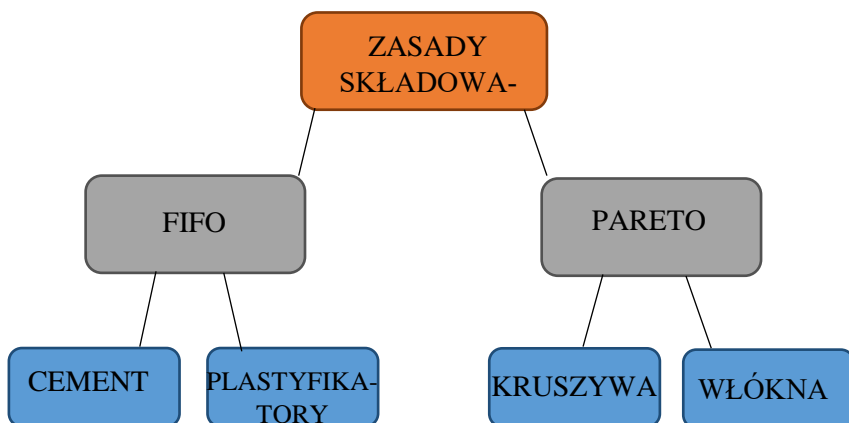 ZASADY
SKŁADOWA-
FIFO
PARETO
CEMENT
PLASTYFIKA-
TORY
KRUSZYWA
WŁÓKNA